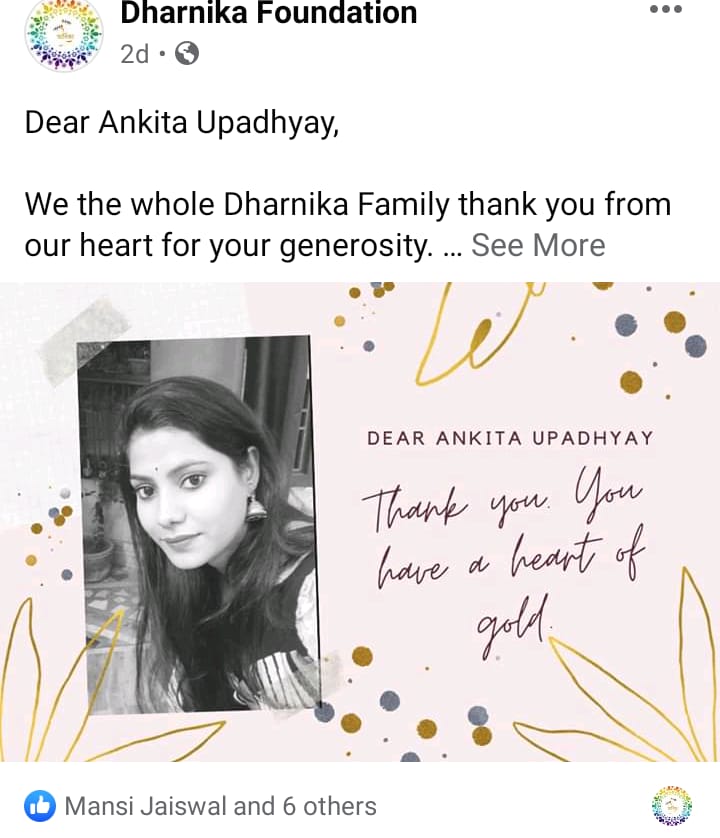 Dharnika Foundation
2d
Dear Ankita Upadhyay,
We the whole Dharnika Family thank you from
our heart for your generosity. ... See More
DEAR ANKITA UPADHYAY
Thank you. You
have a heart of
gold.
Mansi Jaiswal and 6 others